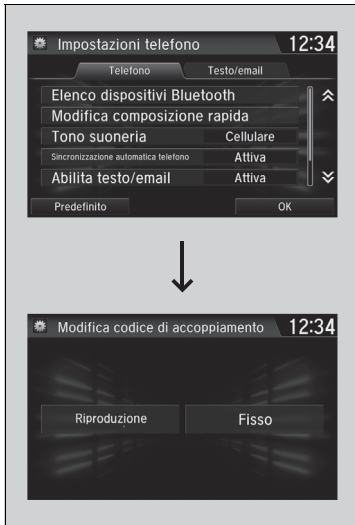 Impostazioni telefono 12:34
Telefono Testo/email
Elenco dispositivi Bluetooth
Modifica composizione rapida
Tono suoneria Cellulare
Sincronizzazione automatica telefono Attiva
Abilita testo/email Attiva
Predefinito OK
Modifica codice di accoppiamento 12:34
Riproduzione Fisso